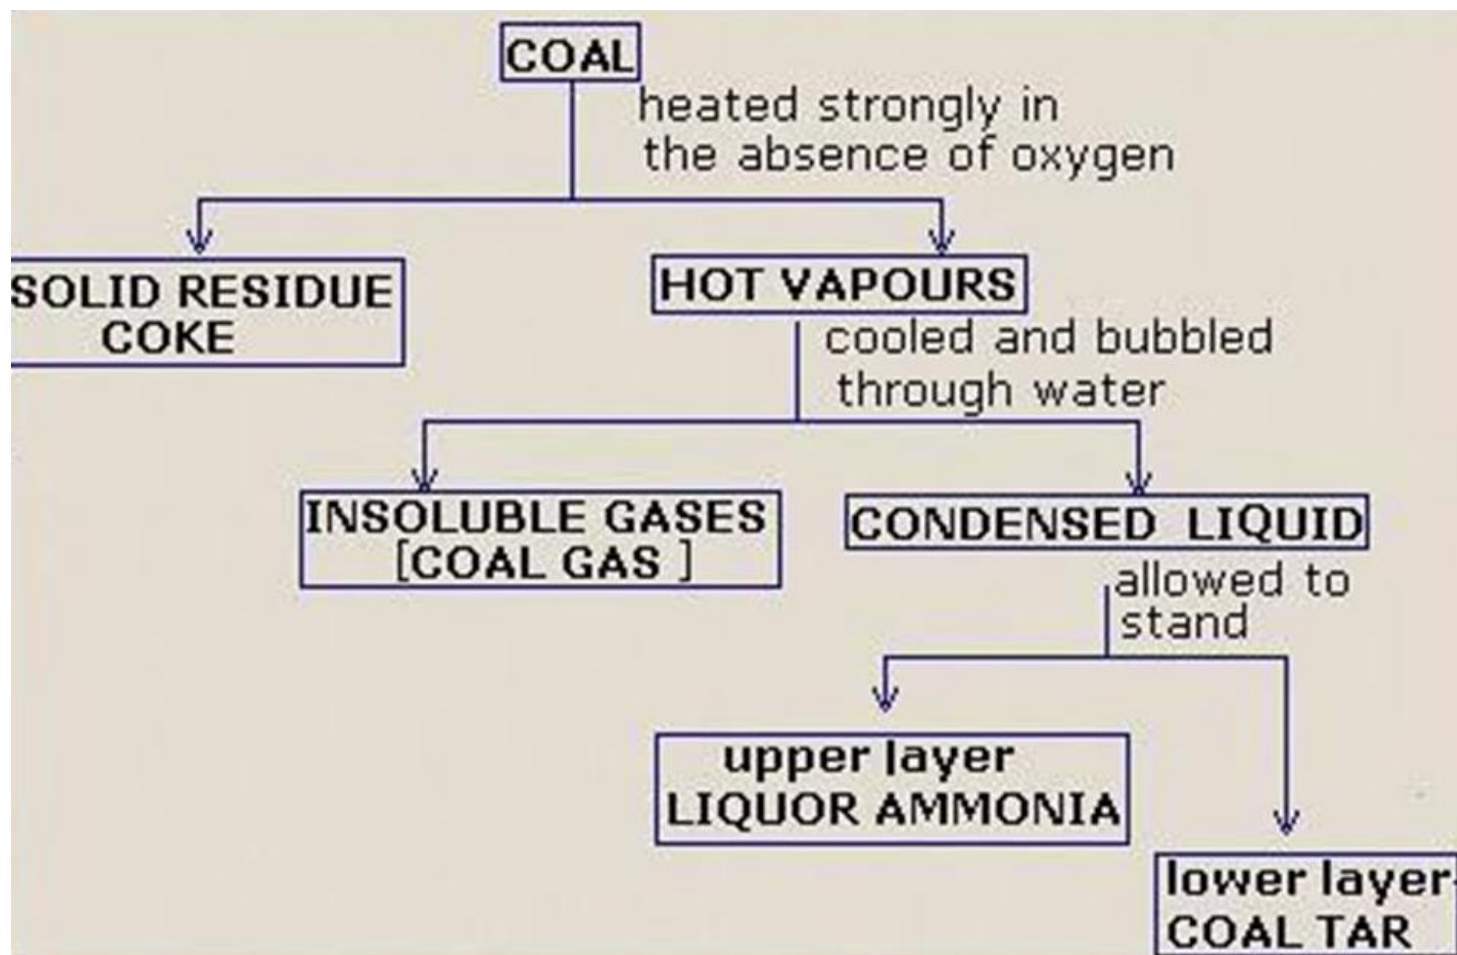 COAL
heated strongly in
the absence of oxygen
SOLID RESIDUE
COKE
HOT VAPOURS
cooled and bubbled
through water
INSOLUBLE GASES
[COAL GAS ]
CONDENSED LIQUID
allowed to
stand
upper layer
LIQUOR AMMONIA
lower layer-
COAL TAR